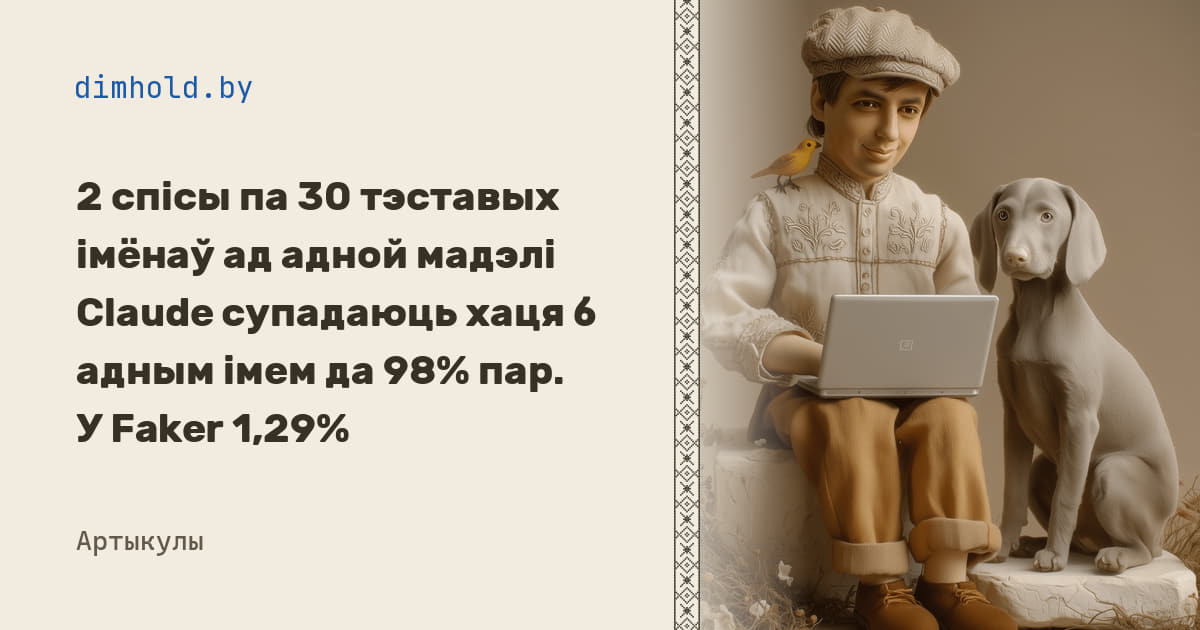 dimhold.by
2 спісы па 30 тэставых
імёнаў ад адной мадэлі
Claude супадаюць хаця б
адным імем да 98% пар.
У Faker 1,29%
Артыкулы